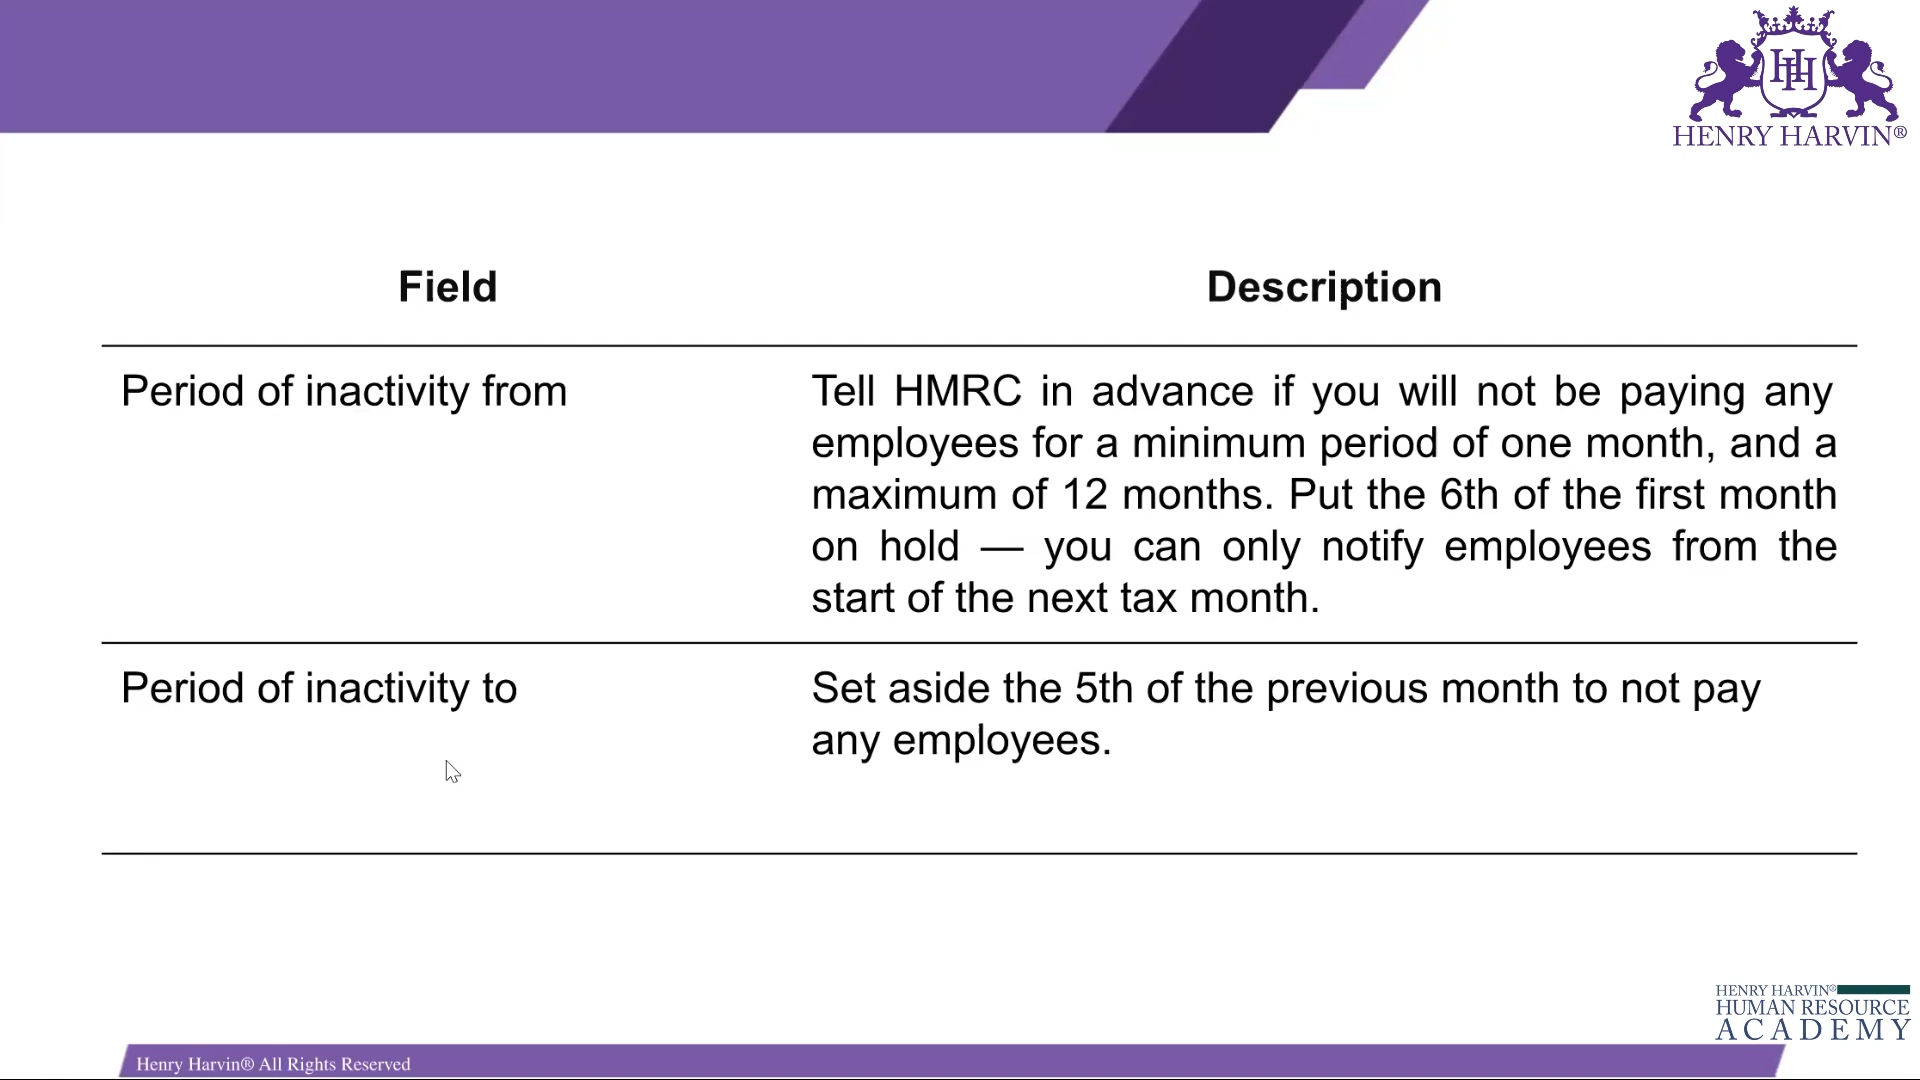 HH
HENRY HARVIN®
Field Description
Period of inactivity from
Tell HMRC in advance if you will not be paying any
employees for a minimum period of one month, and a
maximum of 12 months. Put the 6th of the first month
on hold — you can only notify employees from the
start of the next tax month.
Period of inactivity to
Set aside the 5th of the previous month to not pay
any employees.
HENRY HARVIN®
HUMAN RESOURCE
ACADEMY
Henry Harvin® All Rights Reserved